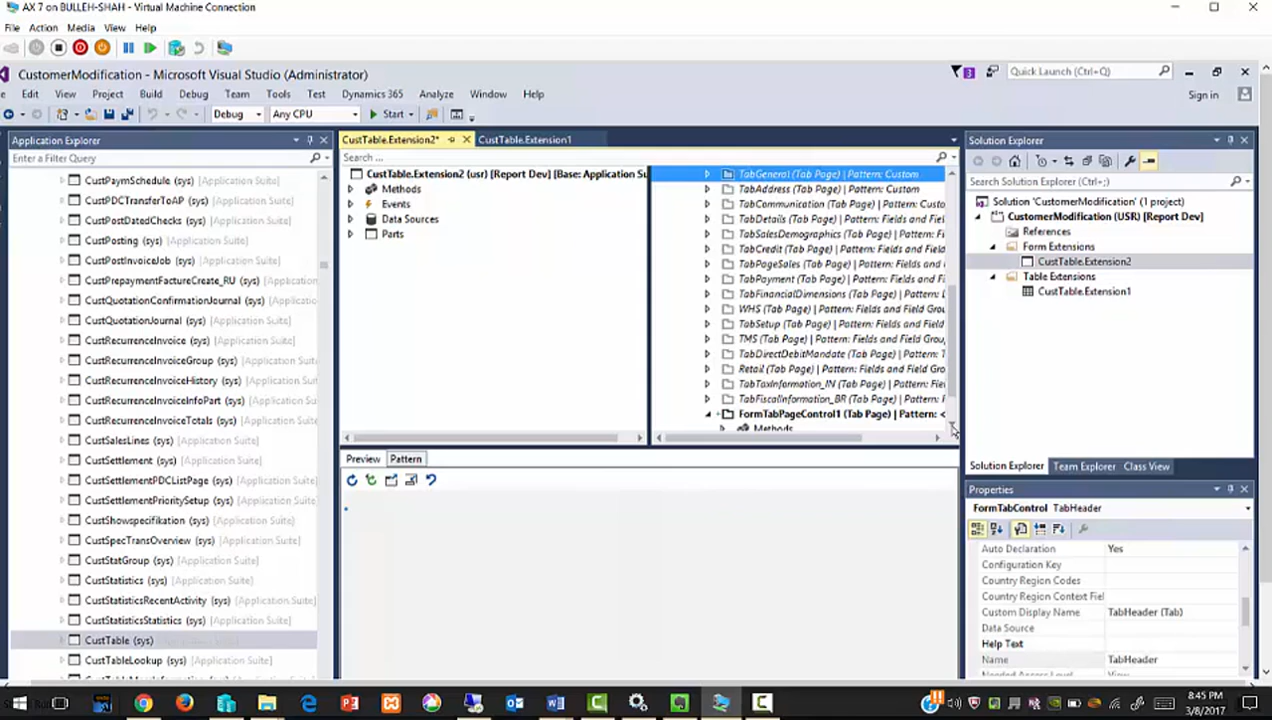 AX 7 on BULLEH-SHAH - Virtual Machine Connection
File Action Media View Help
CustomerModification - Microsoft Visual Studio (Administrator)
3
Quick Launch (Ctrl+Q)
e Edit View Project Build Debug Team Tools Test Dynamics 365 Analyze Window Help
Sign in
Debug Any CPU Start
Application Explorer
Enter a Filter Query
CustPaymSchedule (sys) [Application Suite]
CustPDCTransferToAP (sys) [Application Suite]
CustPostDatedChecks (sys) [Application Suite]
CustPosting (sys) [Application Suite]
CustPostInvoiceJob (sys) [Application Suite]
CustPrepaymentFactureCreate_RU (sys) [Application
CustQuotationConfirmationJournal (sys) [Application
CustQuotationJournal (sys) [Application Suite]
CustRecurrenceInvoice (sys) [Application Suite]
CustRecurrenceInvoiceGroup (sys) [Application Suite]
CustRecurrenceInvoiceHistory (sys) [Application Suite]
CustRecurrenceInvoiceInfoPart (sys) [Application Suite]
CustRecurrenceInvoiceTotals (sys) [Application Suite]
CustSalesLines (sys) [Application Suite]
CustSettlement (sys) [Application Suite]
CustSettlementPDCListPage (sys) [Application Suite]
CustSettlementPrioritySetup (sys) [Application Suite]
CustShowspecifikation (sys) [Application Suite]
CustSpecTransOverview (sys) [Application Suite]
CustStatGroup (sys) [Application Suite]
CustStatistics (sys) [Application Suite]
CustStatisticsRecentActivity (sys) [Application Suite]
CustStatisticsStatistics (sys) [Application Suite]
CustTable (sys)
CustTableLookup (sys) [Application Suite]
CustTable.Extension2* CustTable.Extension1
Search ...
CustTable.Extension2 (usr) [Report Dev] [Base: Application Su
Methods
Events
Data Sources
Parts
TabGeneral (Tab Page) | Pattern: Custom
TabAddress (Tab Page) | Pattern: Custom
TabCommunication (Tab Page) | Pattern: Custo
TabDetails (Tab Page) | Pattern: Fields and Field
TabSalesDemographics (Tab Page) | Pattern: Fi
TabCredit (Tab Page) | Pattern: Fields and Field
TabPageSales (Tab Page) | Pattern: Fields and F
TabPayment (Tab Page) | Pattern: Fields and Fie
TabFinancialDimensions (Tab Page) | Pattern: D
WHS (Tab Page) | Pattern: Fields and Field Grou
TabSetup (Tab Page) | Pattern: Fields and Field
TMS (Tab Page) | Pattern: Fields and Field Grou
TabDirectDebitMandate (Tab Page) | Pattern: T
Retail (Tab Page) | Pattern: Fields and Field Gro
TabTaxInformation_IN (Tab Page) | Pattern: Fiel
TabFiscalInformation_BR (Tab Page) | Pattern: F
FormTabPageControl1 (Tab Page) | Pattern: <
Methods
Preview Pattern
Solution Explorer
Search Solution Explorer (Ctrl+;)
Solution 'CustomerModification' (1 project)
CustomerModification (USR) [Report Dev]
References
Form Extensions
CustTable.Extension2
Table Extensions
CustTable.Extension1
Solution Explorer Team Explorer Class View
Properties
FormTabControl TabHeader
Auto Declaration Yes
Configuration Key
Country Region Codes
Country Region Context Fiel
Custom Display Name TabHeader (Tab)
Data Source
Help Text
Name TabHeader
8:45 PM
3/8/2017